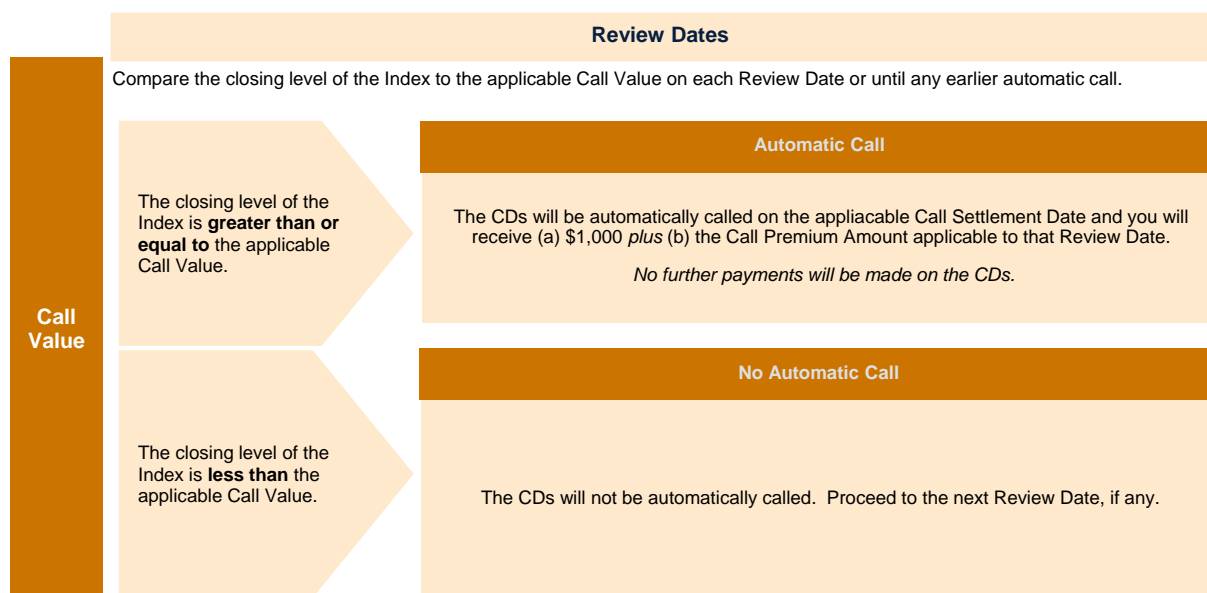 Review Dates
Compare the closing level of the Index to the applicable Call Value on each Review Date or until any earlier automatic call.
Call
Value
The closing level of the
Index is greater than or
equal to the applicable
Call Value.
Automatic Call
The CDs will be automatically called on the appliacable Call Settlement Date and you will
receive (a) $1,000 plus (b) the Call Premium Amount applicable to that Review Date.
No further payments will be made on the CDs.
The closing level of the
Index is less than the
applicable Call Value.
No Automatic Call
The CDs will not be automatically called.  Proceed to the next Review Date, if any.